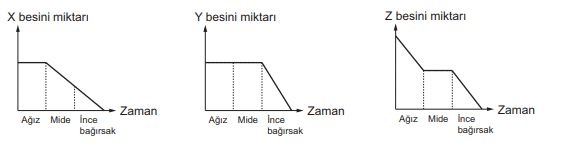 X besini miktarı
Zaman
Ağız Mide İnce
bağırsak
Y besini miktarı
Zaman
Ağız Mide İnce
bağırsak
Z besini miktarı
Zaman
Ağız Mide İnce
bağırsak